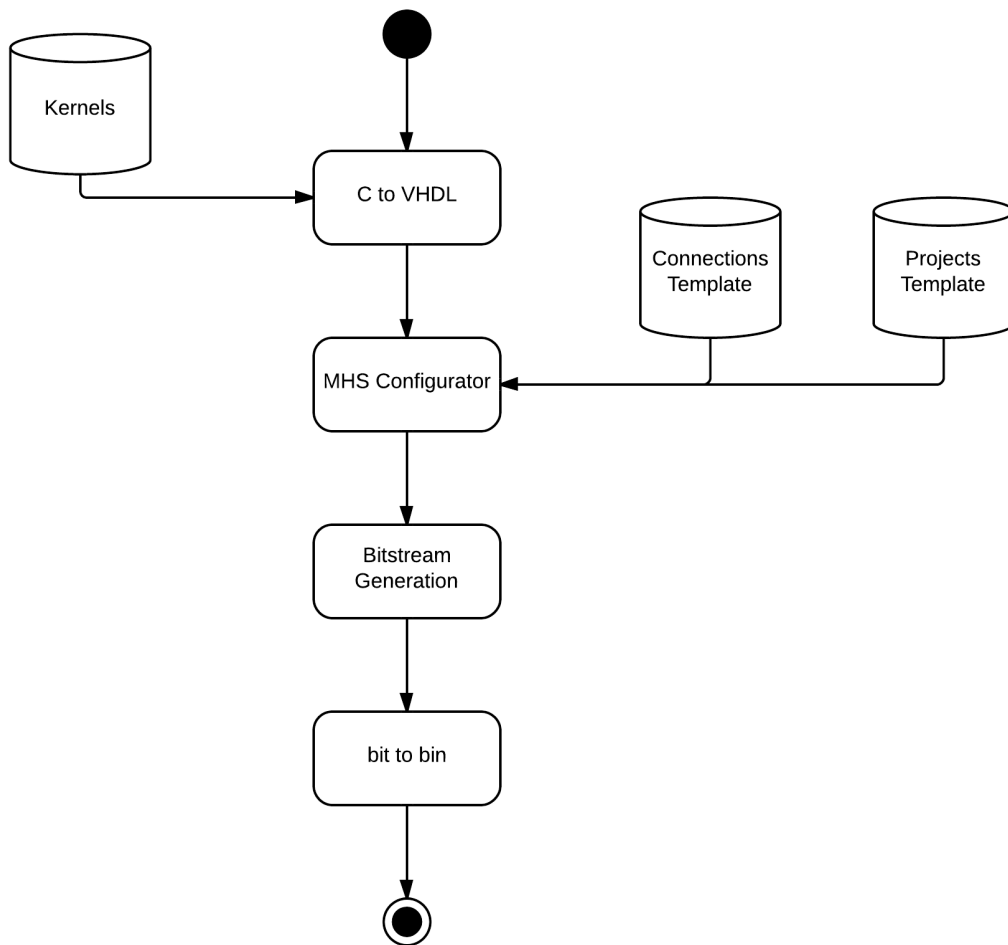 Kernels
C to VHDL
Connections
Template
Projects
Template
MHS Configurator
Bitstream
Generation
bit to bin